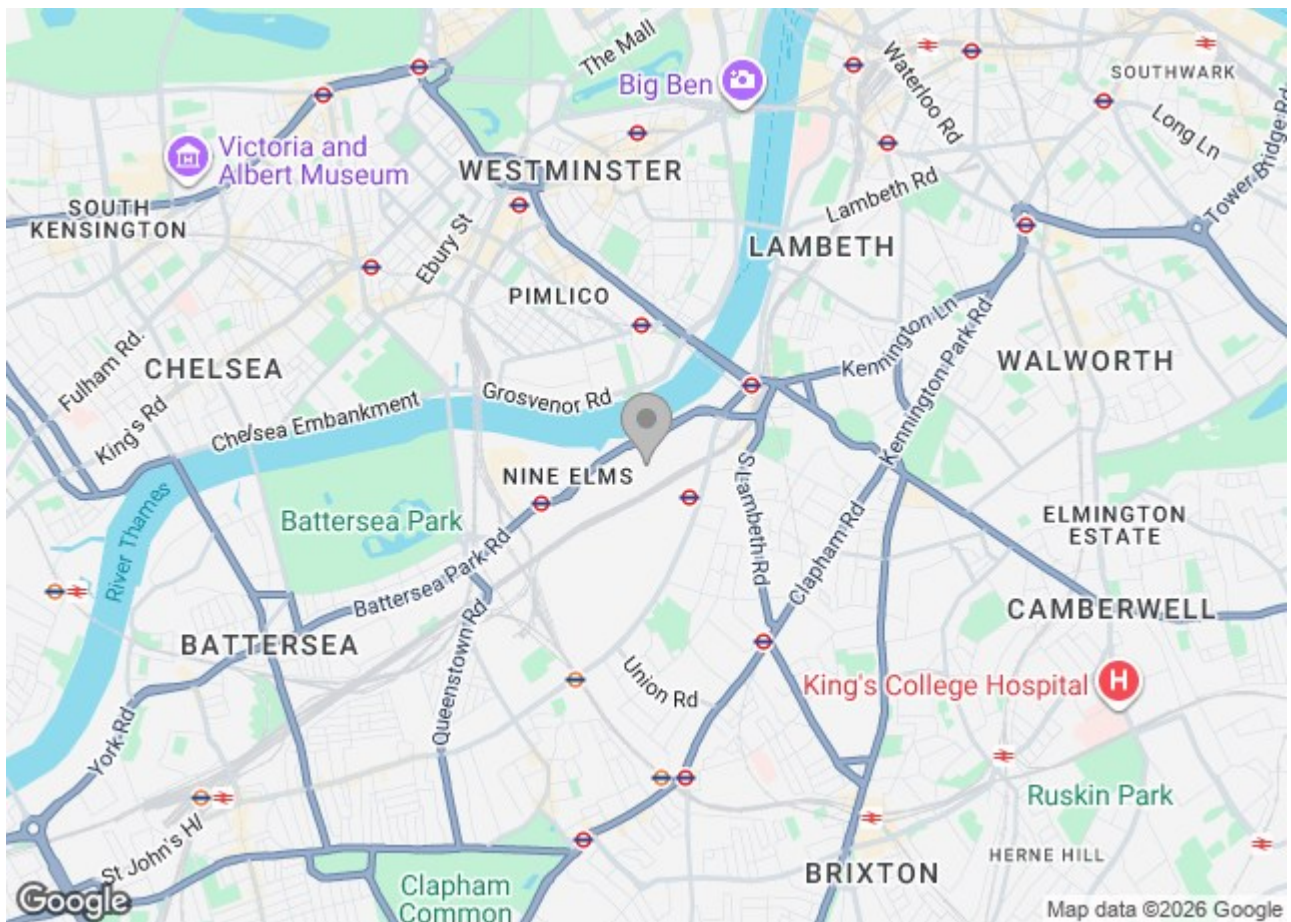 The Mall
Waterloo Rd
SOUTHWARK
Big Ben
Long Ln
Victoria and
Albert Museum
WESTMINSTER
Tower Bridge Rd
Lambeth Rd
SOUTH
KENSINGTON
Ebury St
LAMBETH
PIMLICO
Kennington Ln
Kennington Park Rd
Fulham Rd.
CHELSEA
WALWORTH
Grosvenor Rd
Chelsea Embankment
King's Rd
NINE ELMS
S Lambeth Rd
River Thames
Battersea Park
Clapham Rd
ELMINGTON
ESTATE
Battersea Park Rd
CAMBERWELL
Queenstown Rd
BATTERSEA
Union Rd
King's College Hospital
H
York Rd
Ruskin Park
St John's H
HERNE HILL
BRIXTON
Clapham
Common
Google
Map data ©2026 Google